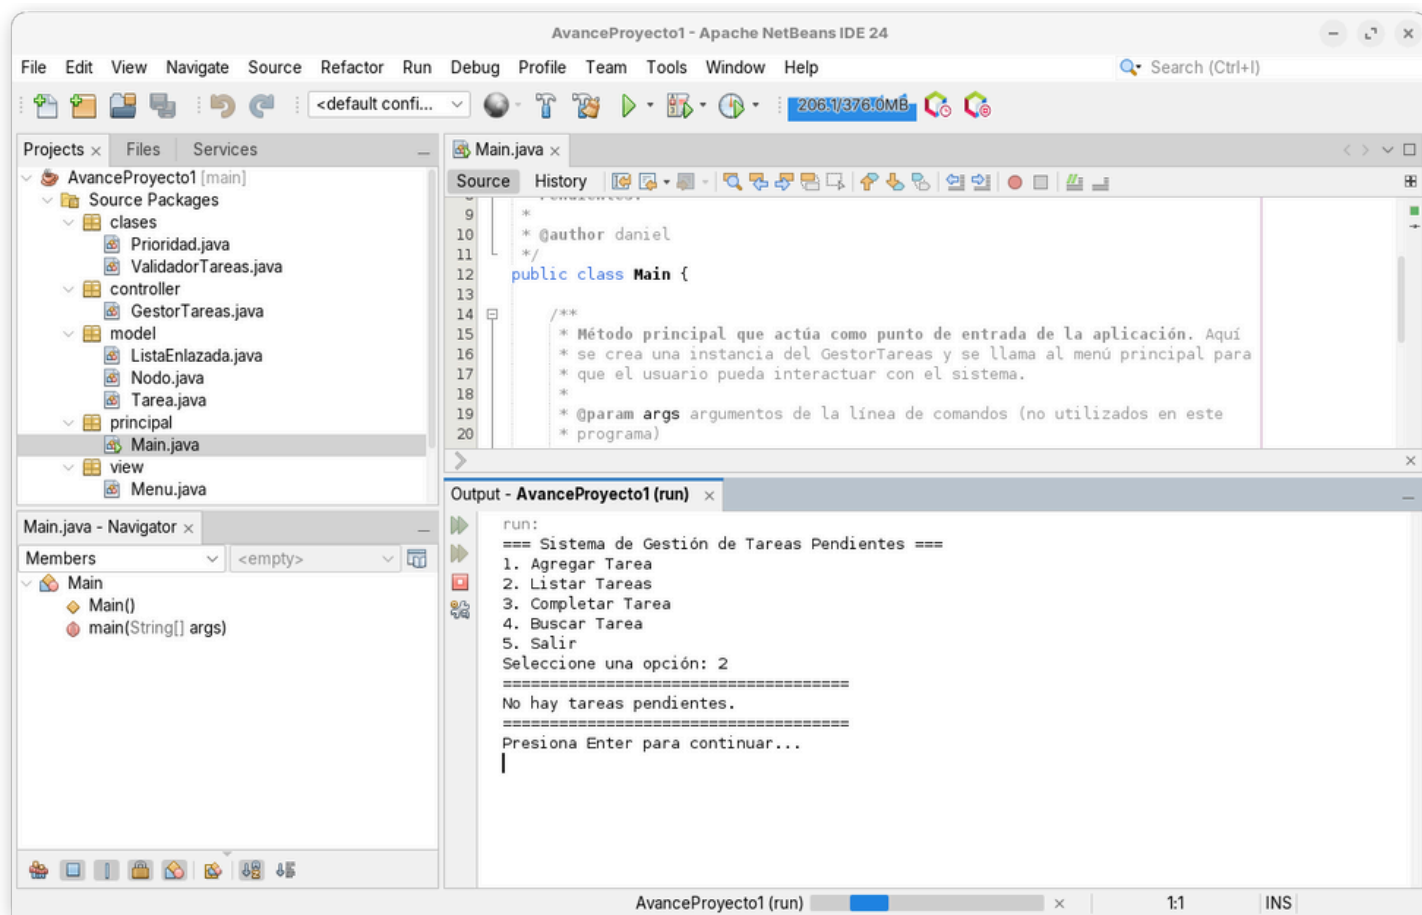 AvanceProyecto1 - Apache NetBeans IDE 24
File Edit View Navigate Source Refactor Run Debug Profile Team Tools Window Help
Search (Ctrl+I)
<default confi...
206.1/376.0MB
Projects Files Services
AvanceProyecto1 [main]
Source Packages
clases
Prioridad.java
ValidadorTareas.java
controller
GestorTareas.java
model
ListaEnlazada.java
Nodo.java
Tarea.java
principal
Main.java
view
Menu.java
Main.java - Navigator
Members <empty>
Main
Main()
main(String[] args)
Main.java
Source History
9 *
10 * @author daniel
11 */
12 public class Main {
13
14 /**
15 * Método principal que actúa como punto de entrada de la aplicación. Aquí
16 * se crea una instancia del GestorTareas y se llama al menú principal para
17 * que el usuario pueda interactuar con el sistema.
18 *
19 * @param args argumentos de la línea de comandos (no utilizados en este
20 * programa)
Output - AvanceProyecto1 (run)
run:
=== Sistema de Gestión de Tareas Pendientes ===
1. Agregar Tarea
2. Listar Tareas
3. Completar Tarea
4. Buscar Tarea
5. Salir
Seleccione una opción: 2
=====================================
No hay tareas pendientes.
=====================================
Presiona Enter para continuar...
AvanceProyecto1 (run)
1:1 INS